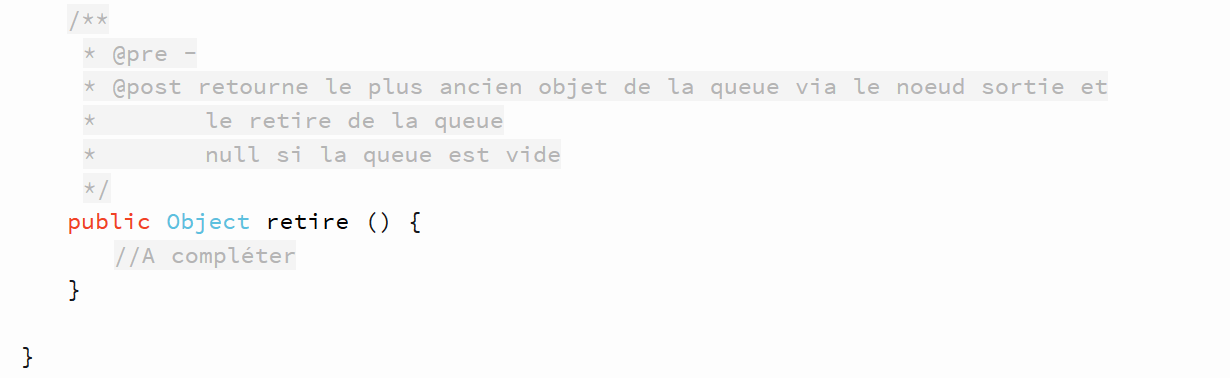 /**
* @pre -
* @post retourne le plus ancien objet de la queue via le noeud sortie et
* le retire de la queue
* null si la queue est vide
*/
public Object retire () {
//A compléter
}
}